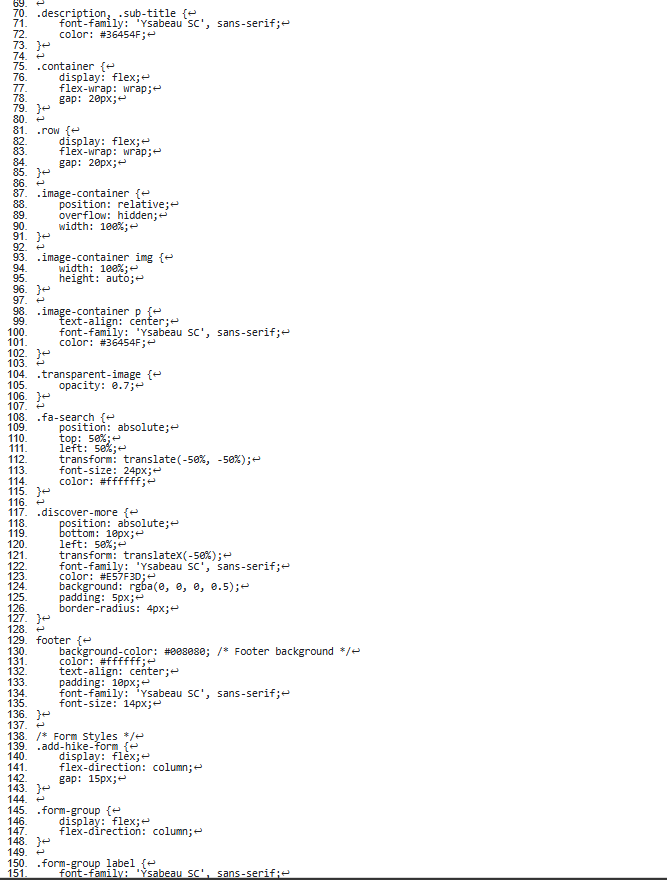 69. ↩
70. .description, .sub-title {↩
71. font-family: 'Ysabeau SC', sans-serif;↩
72. color: #36454F;↩
73. }↩
74. ↩
75. .container {↩
76. display: flex;↩
77. flex-wrap: wrap;↩
78. gap: 20px;↩
79. }↩
80. ↩
81. .row {↩
82. display: flex;↩
83. flex-wrap: wrap;↩
84. gap: 20px;↩
85. }↩
86. ↩
87. .image-container {↩
88. position: relative;↩
89. overflow: hidden;↩
90. width: 100%;↩
91. }↩
92. ↩
93. .image-container img {↩
94. width: 100%;↩
95. height: auto;↩
96. }↩
97. ↩
98. .image-container p {↩
99. text-align: center;↩
100. font-family: 'Ysabeau SC', sans-serif;↩
101. color: #36454F;↩
102. }↩
103. ↩
104. .transparent-image {↩
105. opacity: 0.7;↩
106. }↩
107. ↩
108. .fa-search {↩
109. position: absolute;↩
110. top: 50%;↩
111. left: 50%;↩
112. transform: translate(-50%, -50%);↩
113. font-size: 24px;↩
114. color: #ffffff;↩
115. }↩
116. ↩
117. .discover-more {↩
118. position: absolute;↩
119. bottom: 10px;↩
120. left: 50%;↩
121. transform: translateX(-50%);↩
122. font-family: 'Ysabeau SC', sans-serif;↩
123. color: #E57F3D;↩
124. background: rgba(0, 0, 0, 0.5);↩
125. padding: 5px;↩
126. border-radius: 4px;↩
127. }↩
128. ↩
129. footer {↩
130. background-color: #008080; /* Footer background */↩
131. color: #ffffff;↩
132. text-align: center;↩
133. padding: 10px;↩
134. font-family: 'Ysabeau SC', sans-serif;↩
135. font-size: 14px;↩
136. }↩
137. ↩
138. /* Form Styles */↩
139. .add-hike-form {↩
140. display: flex;↩
141. flex-direction: column;↩
142. gap: 15px;↩
143. }↩
144. ↩
145. .form-group {↩
146. display: flex;↩
147. flex-direction: column;↩
148. }↩
149. ↩
150. .form-group label {↩
151. font-family: 'Ysabeau SC', sans-serif;↩